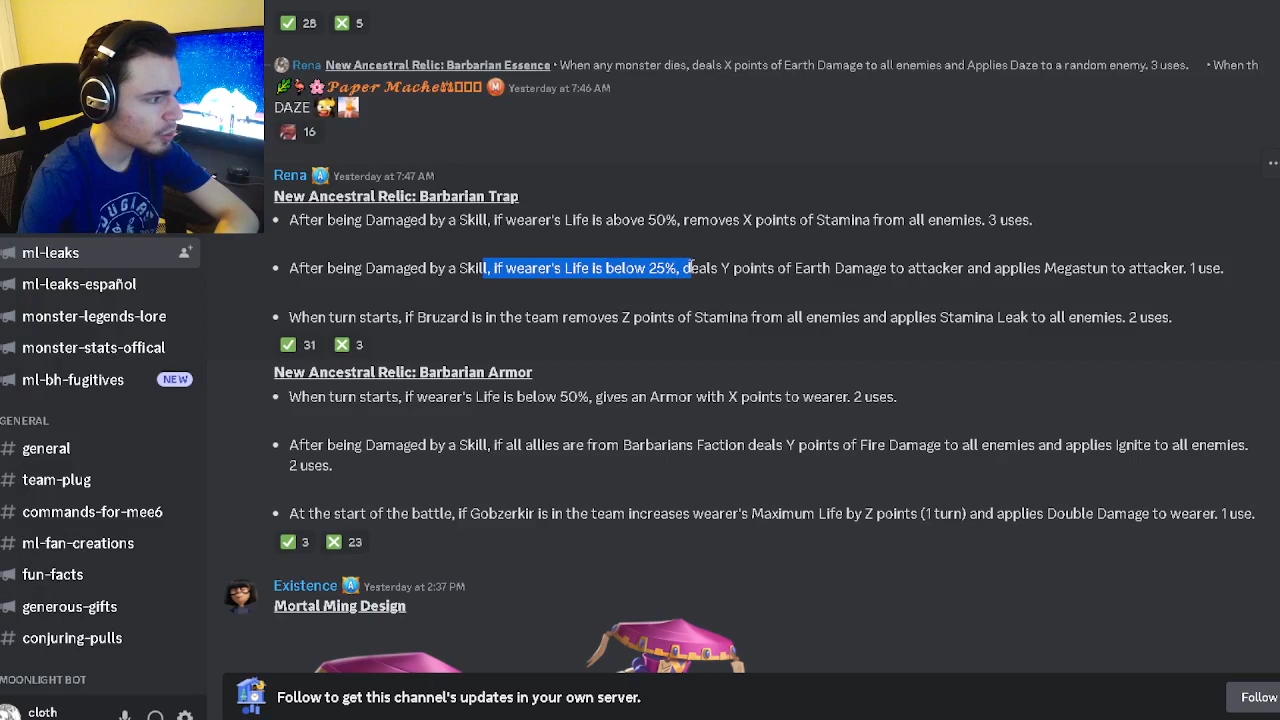 28 5
Rena New Ancestral Relic: Barbarian Essence • When any monster dies, deals X points of Earth Damage to all enemies and Applies Daze to a random enemy. 3 uses. • When th
Paper Mache M Yesterday at 7:46 AM
DAZE
16
Rena Yesterday at 7:47 AM
New Ancestral Relic: Barbarian Trap
• After being Damaged by a Skill, if wearer's Life is above 50%, removes X points of Stamina from all enemies. 3 uses.
• After being Damaged by a Skill, if wearer's Life is below 25%, deals Y points of Earth Damage to attacker and applies Megastun to attacker. 1 use.
• When turn starts, if Bruzard is in the team removes Z points of Stamina from all enemies and applies Stamina Leak to all enemies. 2 uses.
31 3
New Ancestral Relic: Barbarian Armor
• When turn starts, if wearer's Life is below 50%, gives an Armor with X points to wearer. 2 uses.
• After being Damaged by a Skill, if all allies are from Barbarians Faction deals Y points of Fire Damage to all enemies and applies Ignite to all enemies.
2 uses.
• At the start of the battle, if Gobzerkir is in the team increases wearer's Maximum Life by Z points (1 turn) and applies Double Damage to wearer. 1 use.
3 23
Existence Yesterday at 2:37 PM
Mortal Ming Design
Follow to get this channel's updates in your own server.
Follow
ml-leaks
ml-leaks-español
monster-legends-lore
monster-stats-offical
ml-bh-fugitives NEW
GENERAL
# general
# team-plug
# commands-for-mee6
# ml-fan-creations
fun-facts
generous-gifts
# conjuring-pulls
MOONLIGHT BOT
cloth